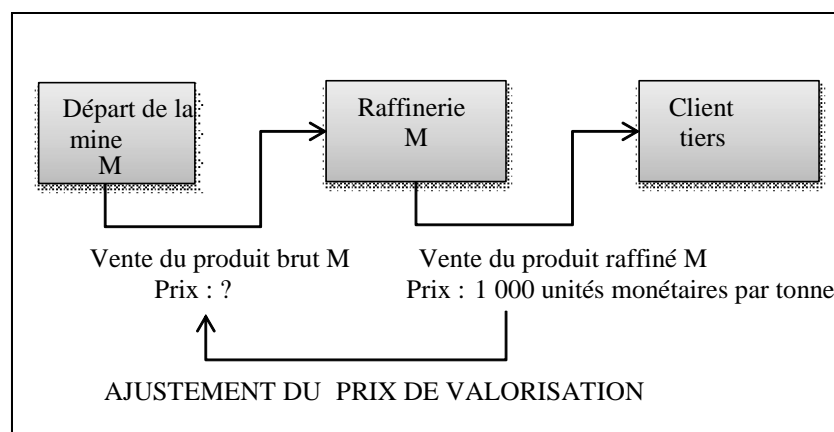 Départ de la
mine
M
Raffinerie
M
Client
tiers
Vente du produit brut M
Prix : ?
Vente du produit raffiné M
Prix : 1 000 unités monétaires par tonne
AJUSTEMENT DU PRIX DE VALORISATION